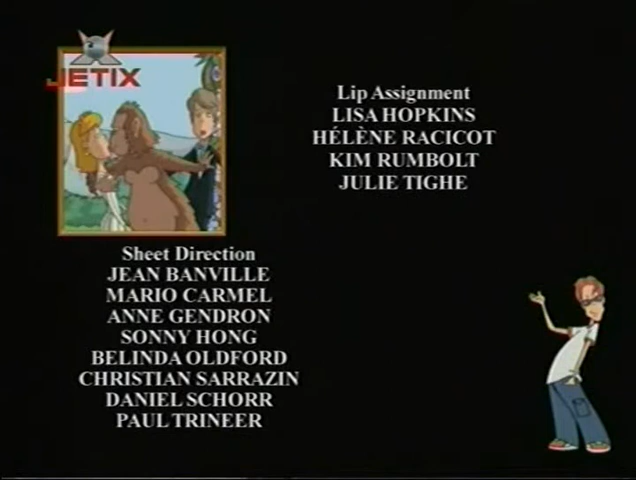 JETIX
Lip Assignment
LISA HOPKINS
HÉLÈNE RACICOT
KIM RUMBOLT
JULIE TIGHE
Sheet Direction
JEAN BANVILLE
MARIO CARMEL
ANNE GENDRON
SONNY HONG
BELINDA OLDFORD
CHRISTIAN SARRAZIN
DANIEL SCHORR
PAUL TRINEER